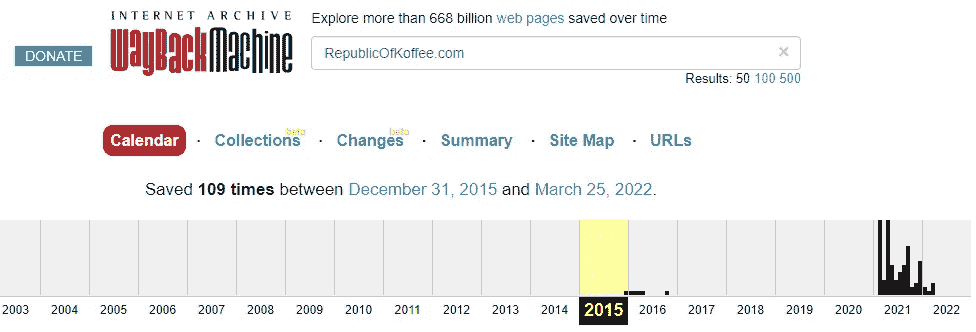 INTERNET ARCHIVE
WayBackMachine
DONATE
Explore more than 668 billion web pages saved over time
RepublicOfKoffee.com ×
Results: 50 100 500
Calendar · Collections beta · Changes beta · Summary · Site Map · URLs
Saved 109 times between December 31, 2015 and March 25, 2022.
2003 2004 2005 2006 2007 2008 2009 2010 2011 2012 2013 2014 2015 2016 2017 2018 2019 2020 2021 2022